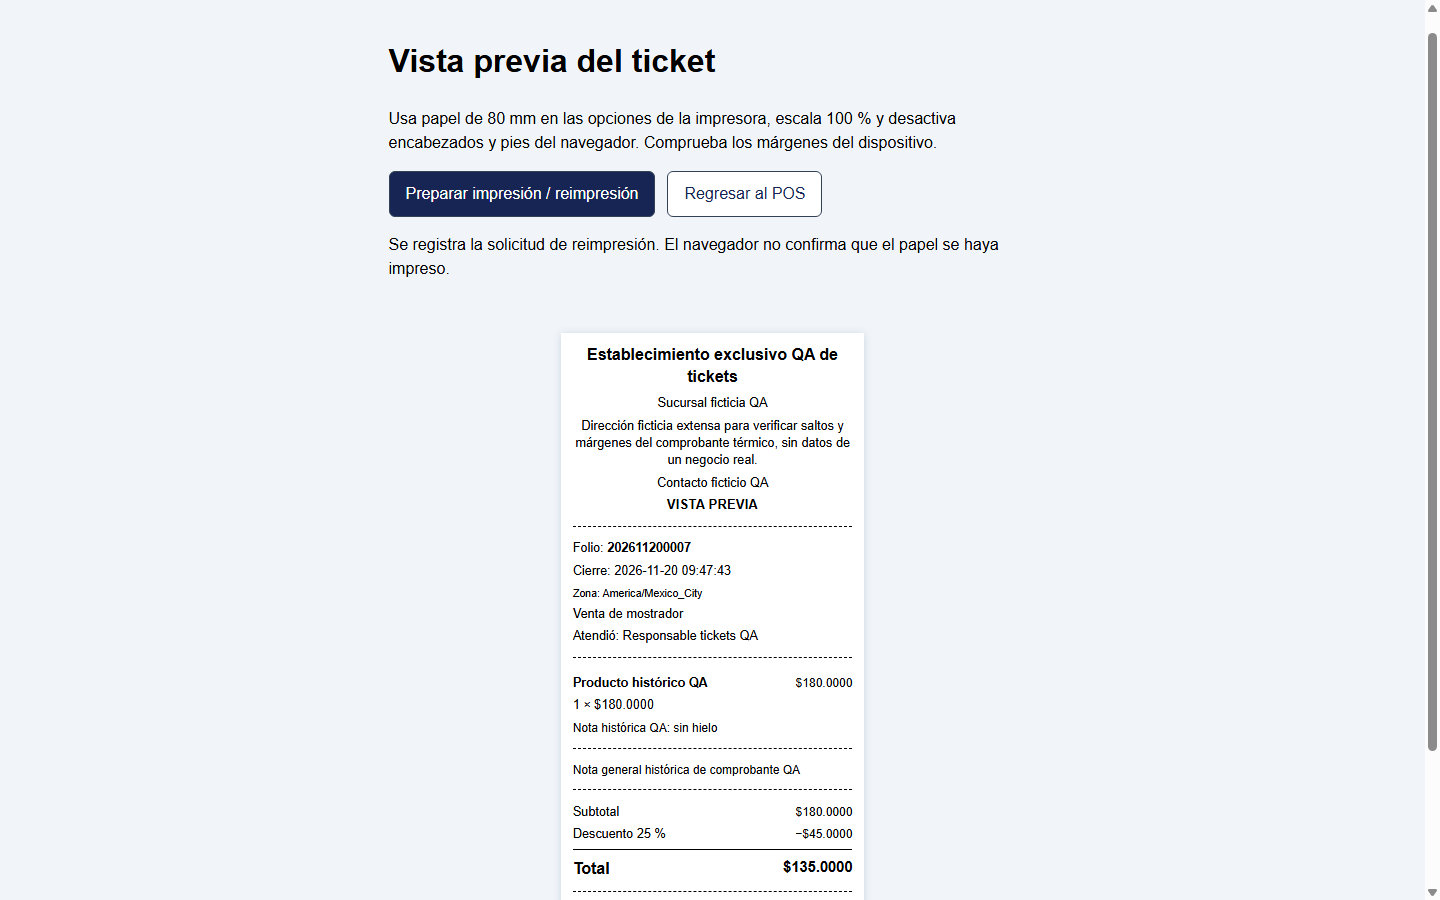 Vista previa del ticket
Usa papel de 80 mm en las opciones de la impresora, escala 100 % y desactiva
encabezados y pies del navegador. Comprueba los márgenes del dispositivo.
Preparar impresión / reimpresión
Regresar al POS
Se registra la solicitud de reimpresión. El navegador no confirma que el papel se haya
impreso.
Establecimiento exclusivo QA de
tickets
Sucursal ficticia QA
Dirección ficticia extensa para verificar saltos y
márgenes del comprobante térmico, sin datos de
un negocio real.
Contacto ficticio QA
VISTA PREVIA
Folio: 202611200007
Cierre: 2026-11-20 09:47:43
Zona: America/Mexico_City
Venta de mostrador
Atendió: Responsable tickets QA
Producto histórico QA $180.0000
1 × $180.0000
Nota histórica QA: sin hielo
Nota general histórica de comprobante QA
Subtotal $180.0000
Descuento 25 % −$45.0000
Total $135.0000